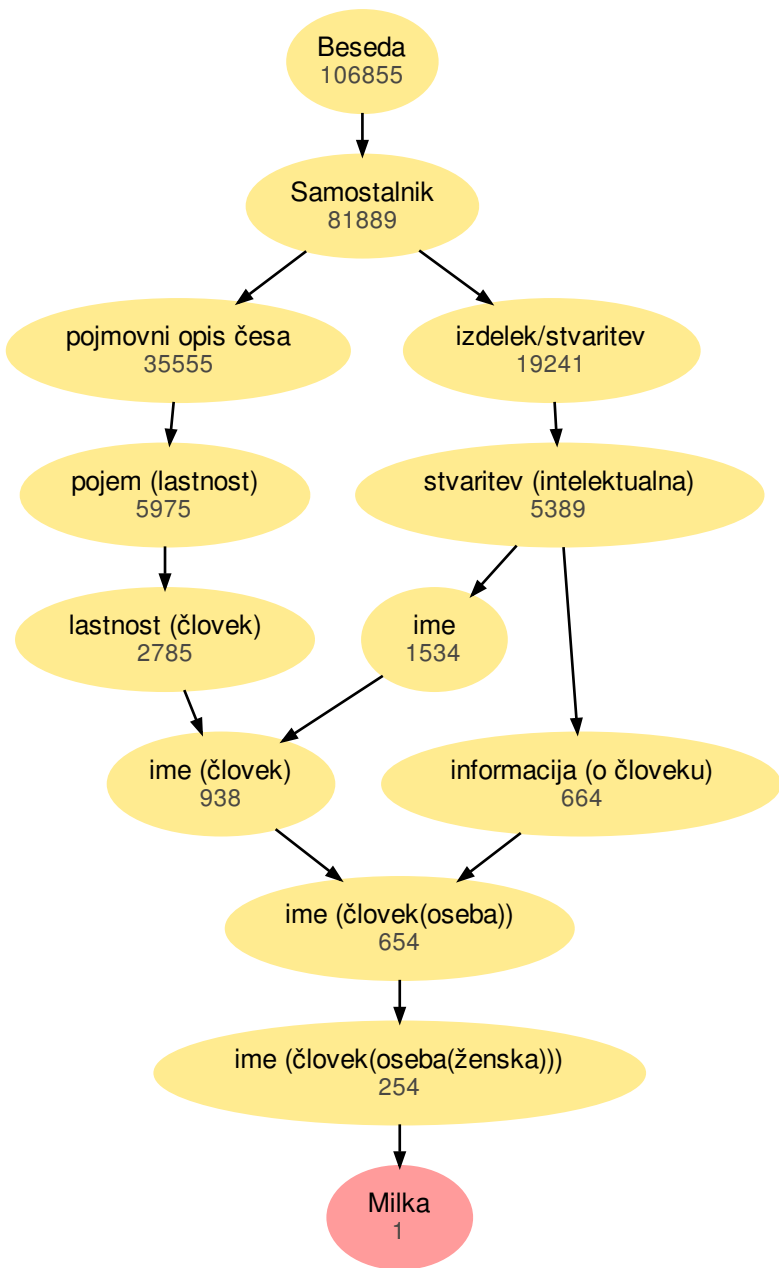 Beseda
106855
Samostalnik
81889
pojmovni opis česa
35555
izdelek/stvaritev
19241
pojem (lastnost)
5975
stvaritev (intelektualna)
5389
lastnost (človek)
2785
ime
1534
ime (človek)
938
informacija (o človeku)
664
ime (človek(oseba))
654
ime (človek(oseba(ženska)))
254
Milka
1